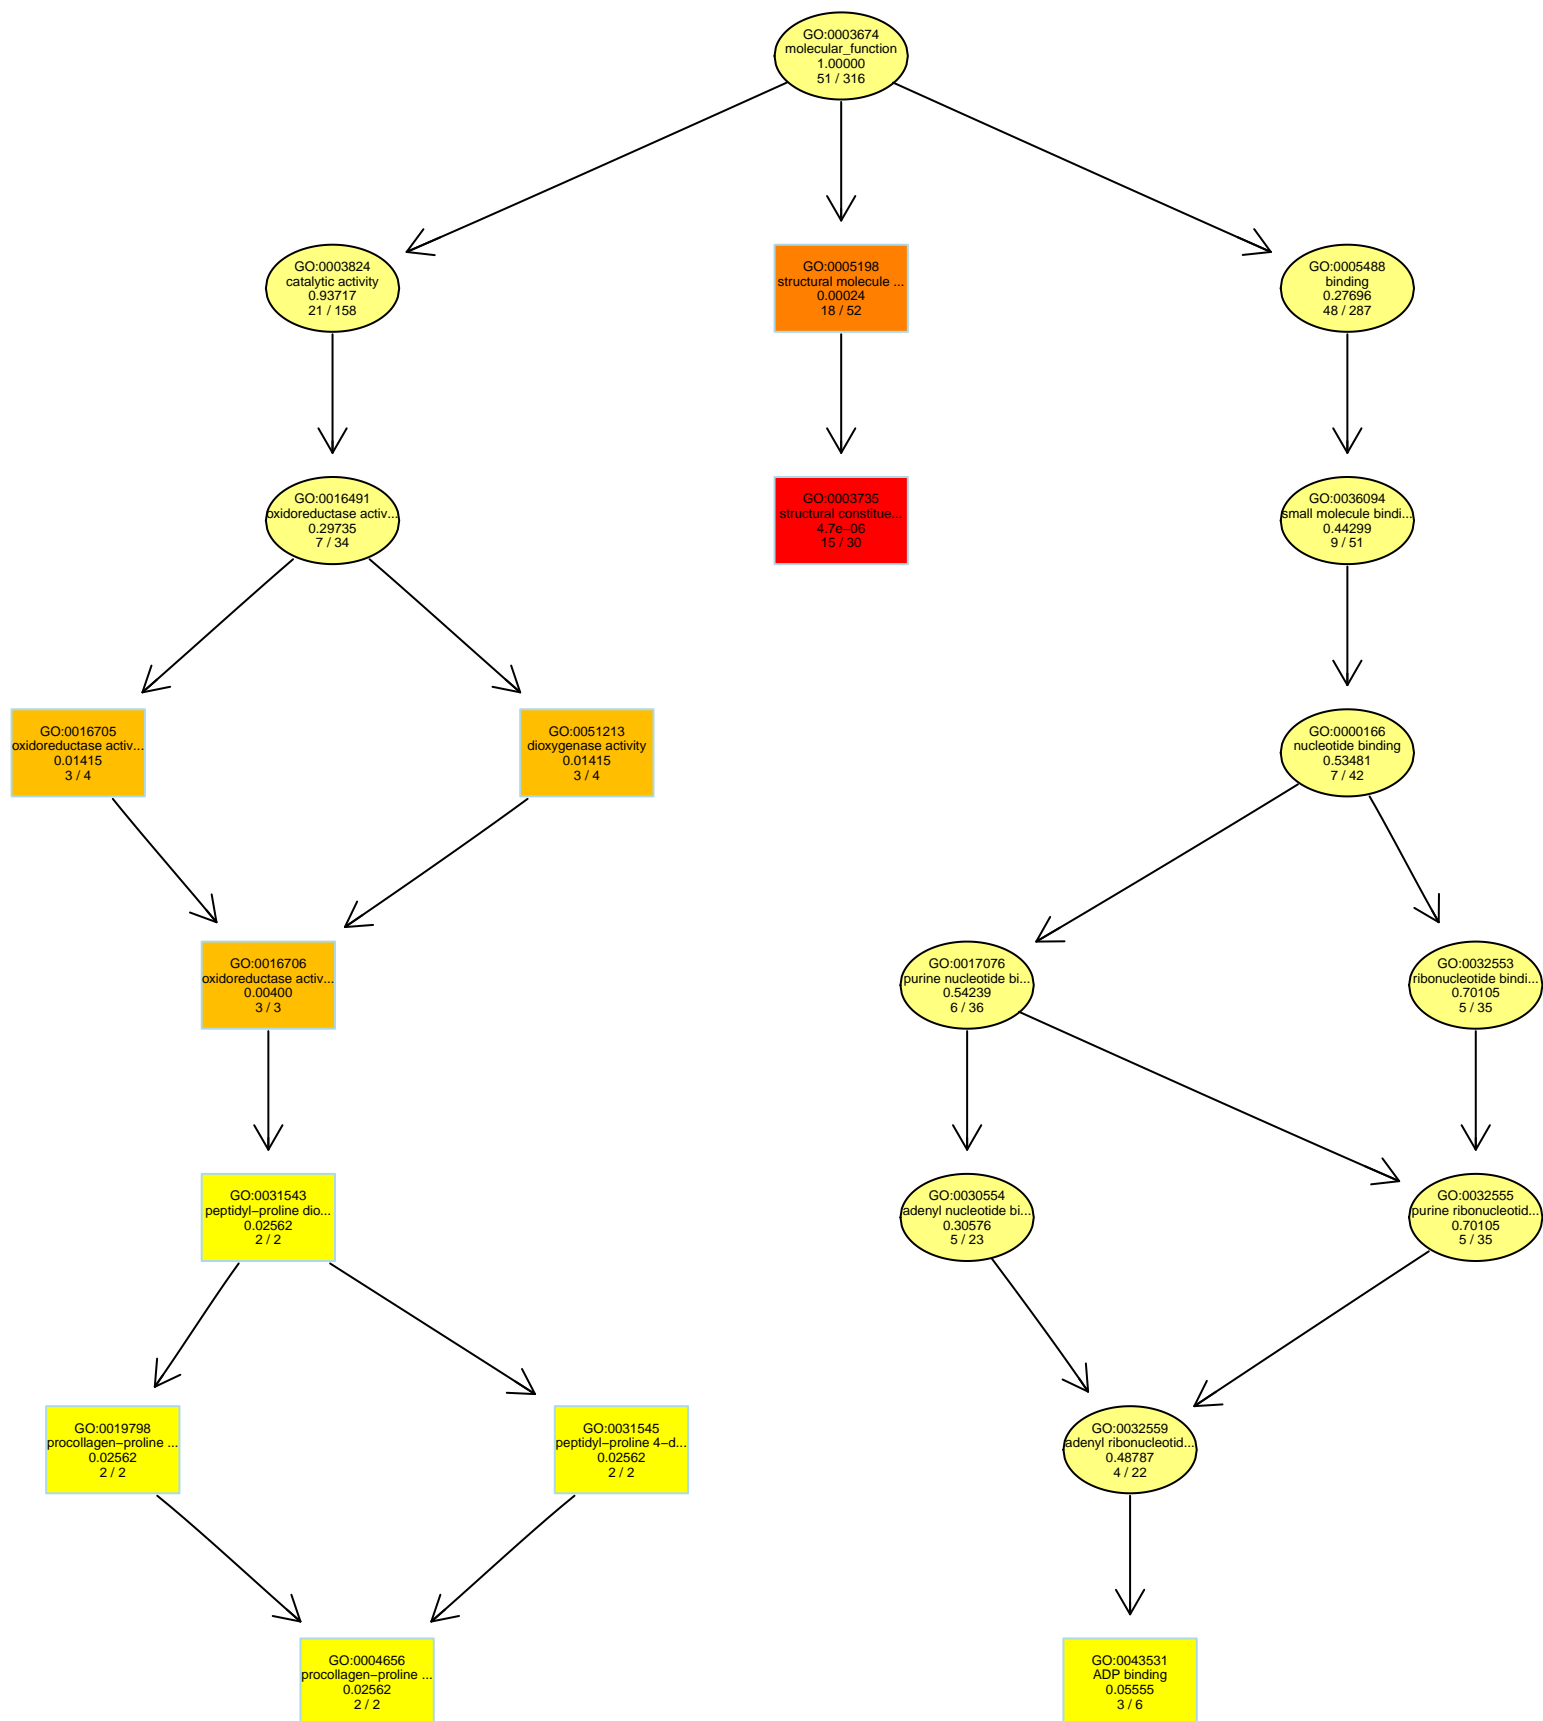 GO:0003674
molecular_function
1.00000
51 / 316
GO:0003824
catalytic activity
0.93717
21 / 158
GO:0005198
structural molecule ...
0.00024
18 / 52
GO:0005488
binding
0.27696
48 / 287
GO:0016491
oxidoreductase activ...
0.29735
7 / 34
GO:0003735
structural constitue...
4.7e−06
15 / 30
GO:0036094
small molecule bindi...
0.44299
9 / 51
GO:0016705
oxidoreductase activ...
0.01415
3 / 4
GO:0051213
dioxygenase activity
0.01415
3 / 4
GO:0000166
nucleotide binding
0.53481
7 / 42
GO:0016706
oxidoreductase activ...
0.00400
3 / 3
GO:0017076
purine nucleotide bi...
0.54239
6 / 36
GO:0032553
ribonucleotide bindi...
0.70105
5 / 35
GO:0031543
peptidyl−proline dio...
0.02562
2 / 2
GO:0030554
adenyl nucleotide bi...
0.30576
5 / 23
GO:0032555
purine ribonucleotid...
0.70105
5 / 35
GO:0019798
procollagen−proline ...
0.02562
2 / 2
GO:0031545
peptidyl−proline 4−d...
0.02562
2 / 2
GO:0032559
adenyl ribonucleotid...
0.48787
4 / 22
GO:0004656
procollagen−proline ...
0.02562
2 / 2
GO:0043531
ADP binding
0.05555
3 / 6